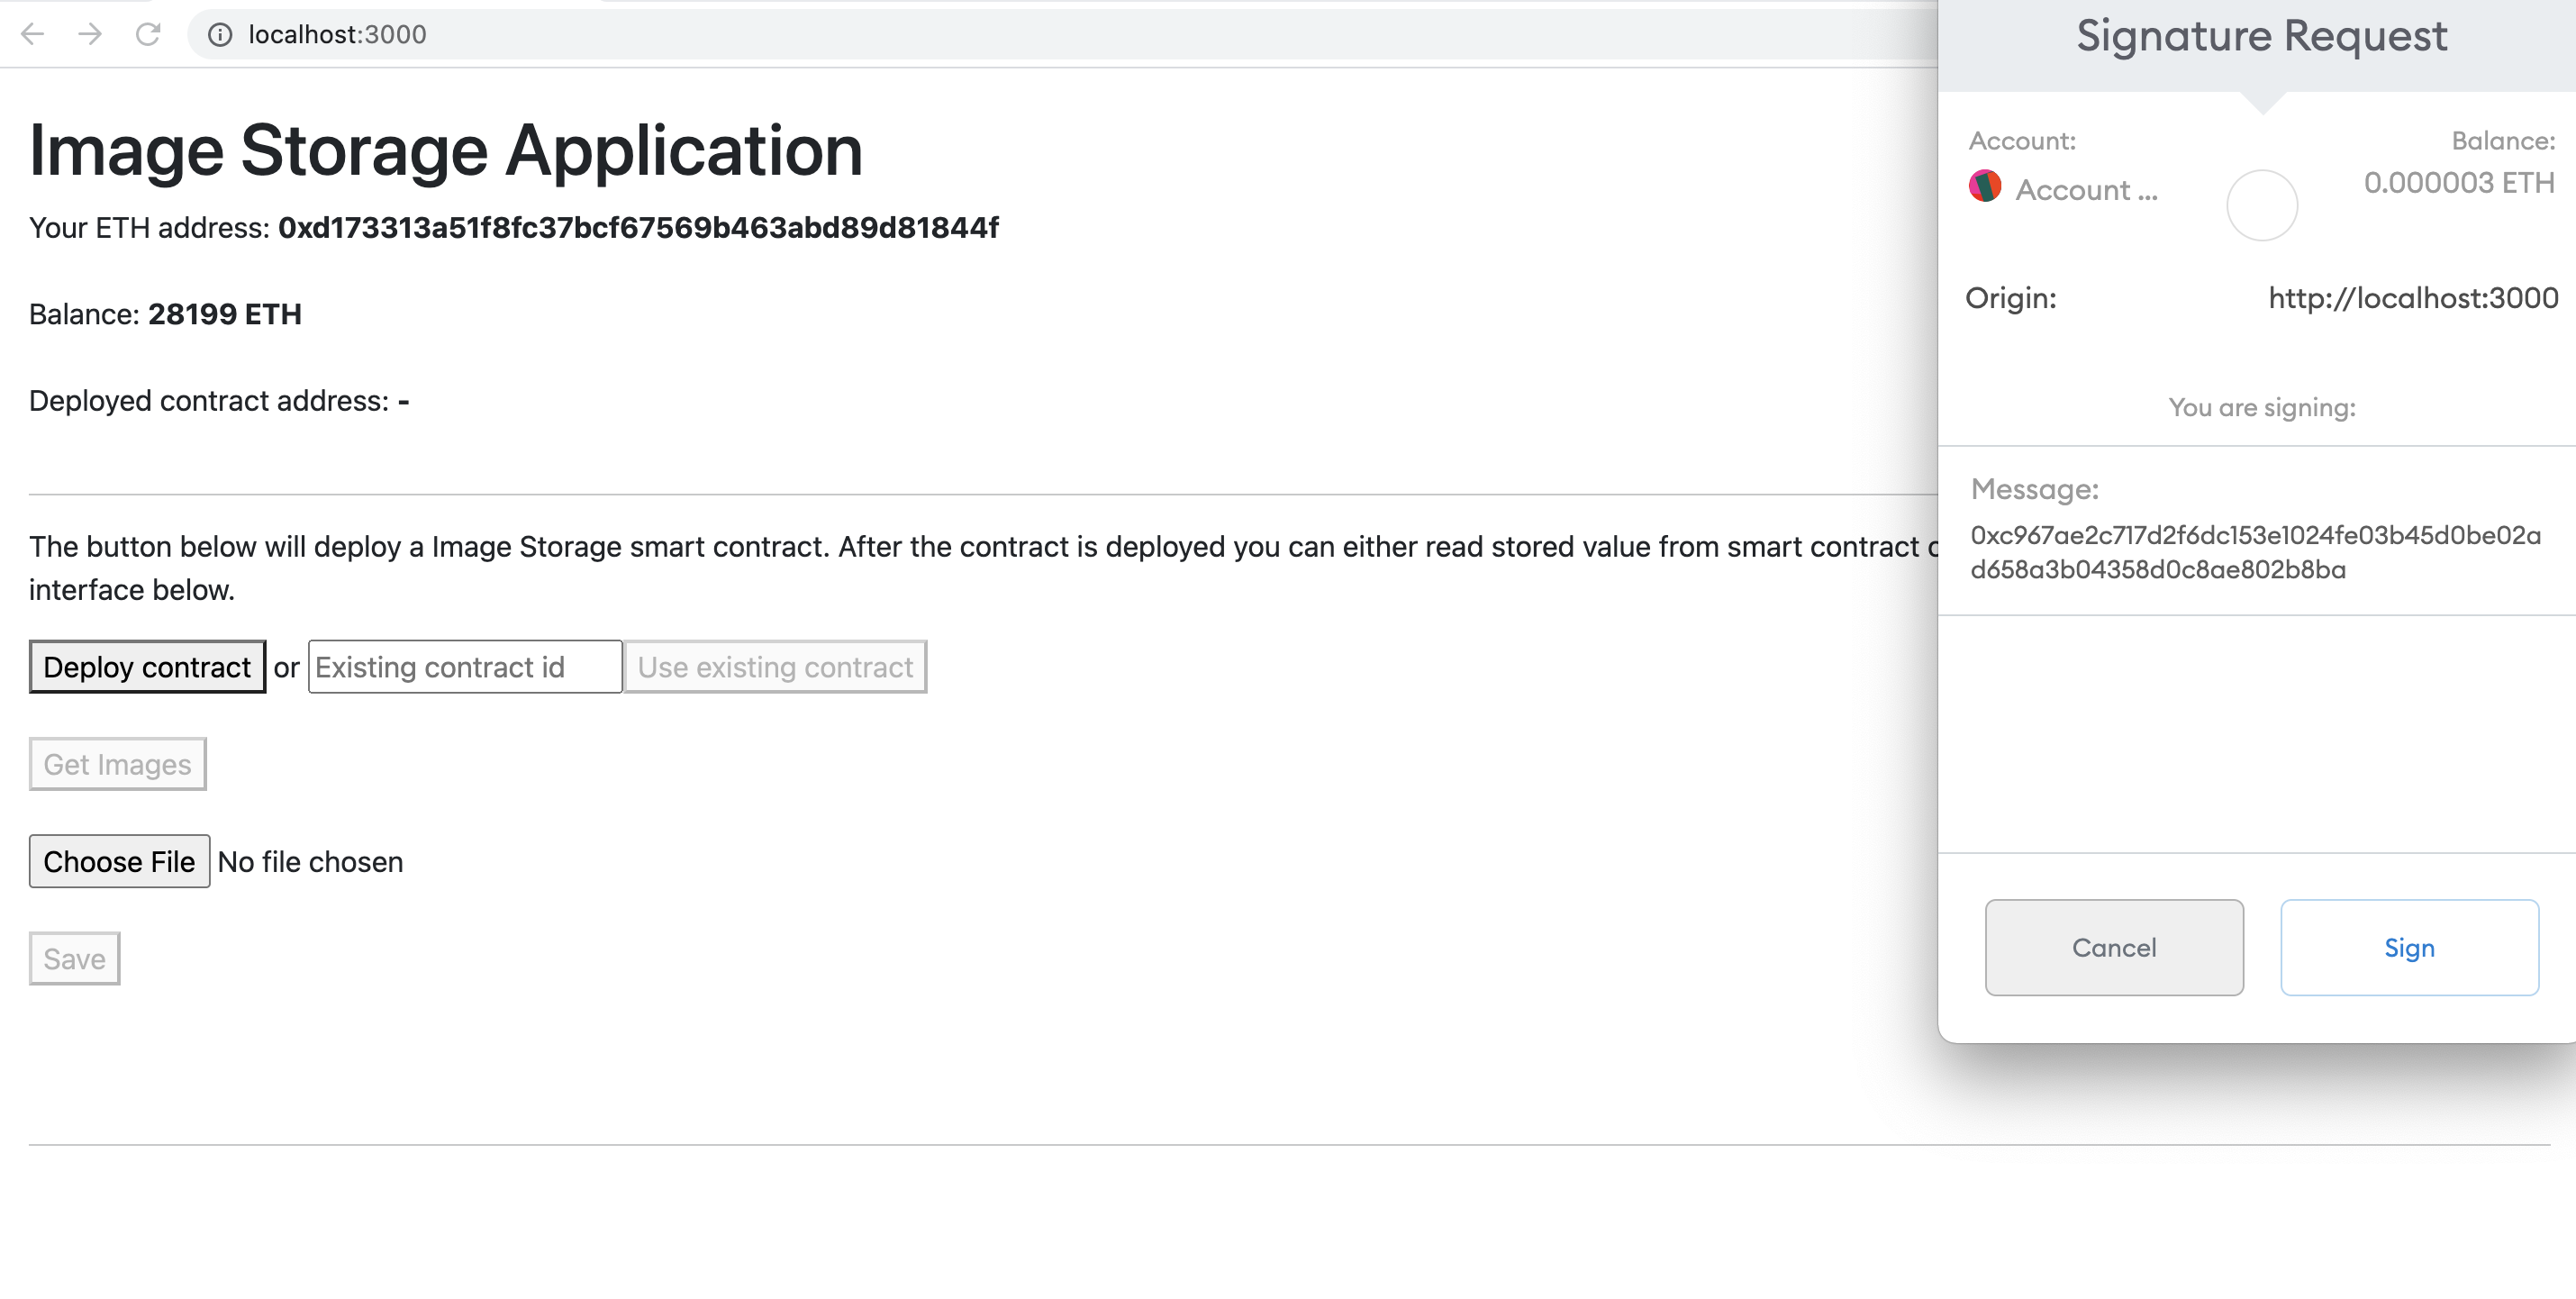 localhost:3000
Image Storage Application
Your ETH address: 0xd173313a51f8fc37bcf67569b463abd89d81844f
Balance: 28199 ETH
Deployed contract address: -
The button below will deploy a Image Storage smart contract. After the contract is deployed you can either read stored value from smart contract
interface below.
Deploy contract or Existing contract id Use existing contract
Get Images
Choose File No file chosen
Save
Signature Request
Account: Balance:
Account ... 0.000003 ETH
Origin: http://localhost:3000
You are signing:
Message:
0xc967ae2c717d2f6dc153e1024fe03b45d0be02a
d658a3b04358d0c8ae802b8ba
Cancel Sign